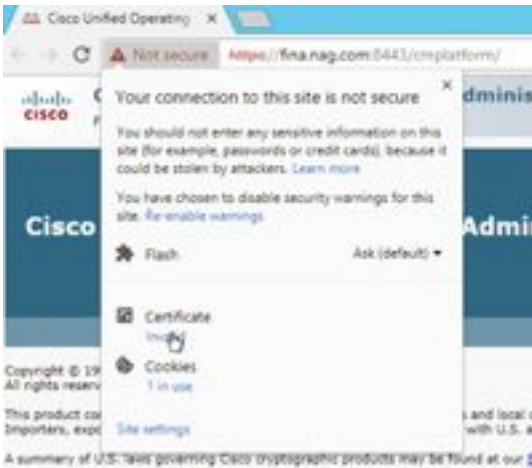 Cisco Unified Operating
Not secure https://fina.nag.com:8443/cmplatform/
CISCO
dminis
Your connection to this site is not secure
You should not enter any sensitive information on this
site (for example, passwords or credit cards), because it
could be stolen by attackers. Learn more
You have chosen to disable security warnings for this
site. Re-enable warnings
Cisco
Admi
Flash Ask (default)
Certificate
Cookies
1 in use
Copyright © 19
All rights reserv
This product co
and local
Importers, expo
with U.S. a
Site settings
A summary of U.S. laws governing Cisco cryptographic products may be found at our